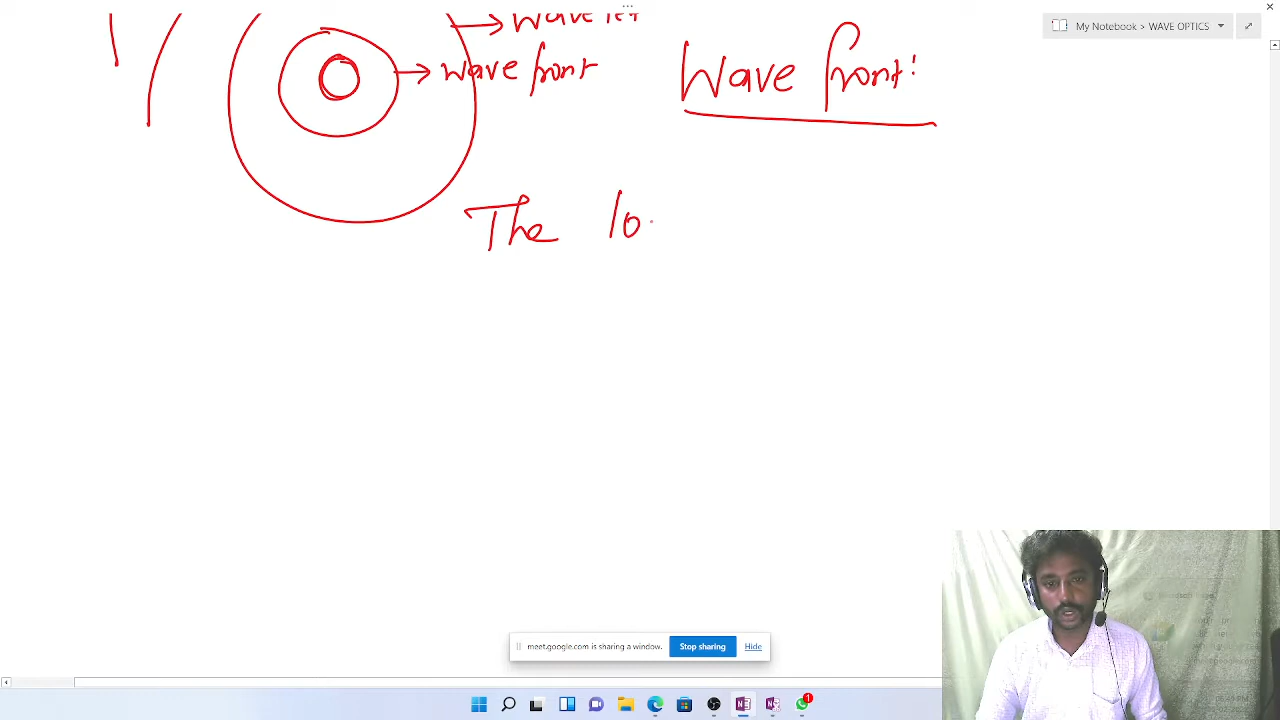 My Notebook > WAVE OPTICS
wave front
Wave front:
The lo
meet.google.com is sharing a window. Stop sharing Hide
1